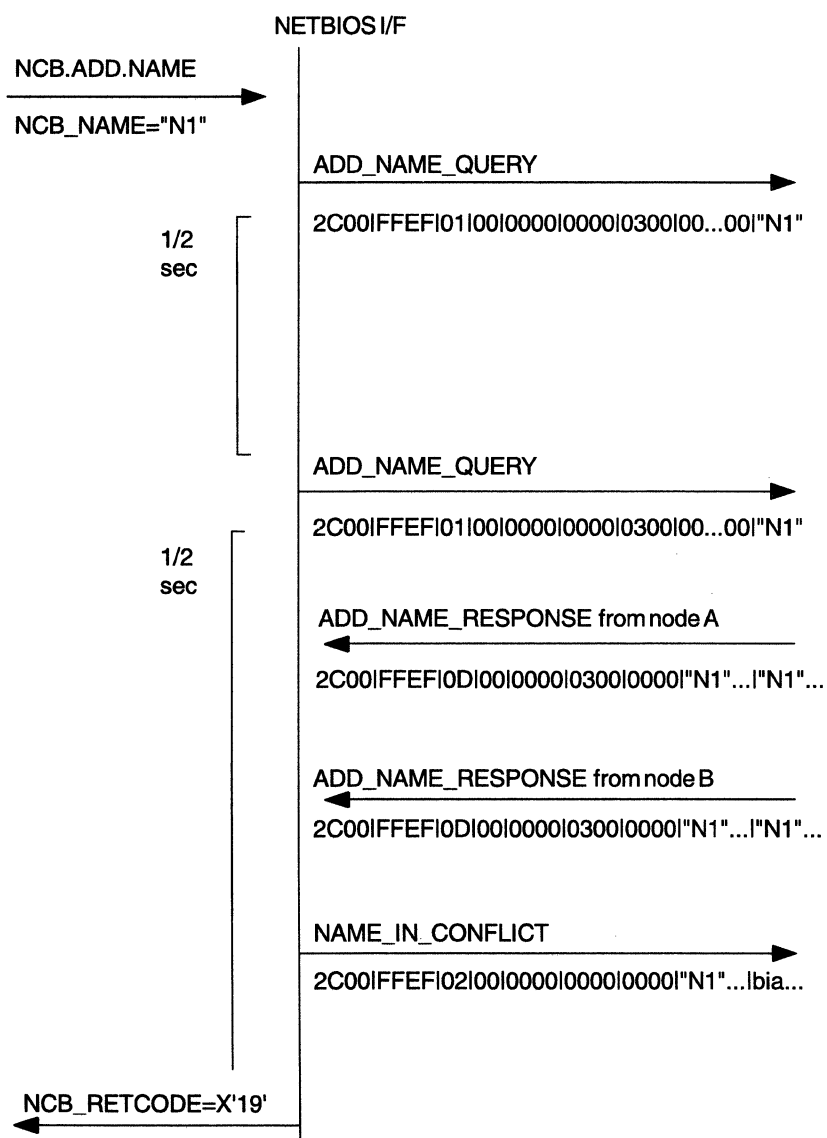 NETBIOS I/F
NCB.ADD.NAME
NCB_NAME="N1"
ADD_NAME_QUERY
2C00|FFEF|01|00|0000|0000|0300|00...00|"N1"
1/2
sec
ADD_NAME_QUERY
2C00|FFEF|01|00|0000|0000|0300|00...00|"N1"
1/2
sec
ADD_NAME_RESPONSE from node A
2C00|FFEF|0D|00|0000|0300|0000|"N1"...|"N1"...
ADD_NAME_RESPONSE from node B
2C00|FFEF|0D|00|0000|0300|0000|"N1"...|"N1"...
NAME_IN_CONFLICT
2C00|FFEF|02|00|0000|0000|0000|"N1"...|bia...
NCB_RETCODE=X'19'